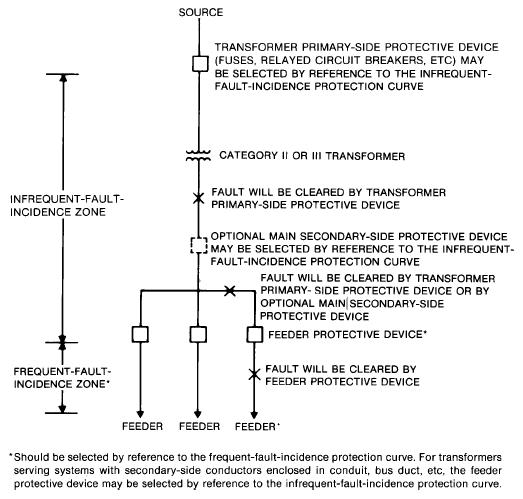 SOURCE
TRANSFORMER PRIMARY-SIDE PROTECTIVE DEVICE
(FUSES, RELAYED CIRCUIT BREAKERS, ETC) MAY
BE SELECTED BY REFERENCE TO THE INFREQUENT-
FAULT-INCIDENCE PROTECTION CURVE
CATEGORY II OR III TRANSFORMER
FAULT WILL BE CLEARED BY TRANSFORMER
PRIMARY-SIDE PROTECTIVE DEVICE
INFREQUENT-FAULT-
INCIDENCE ZONE
OPTIONAL MAIN SECONDARY-SIDE PROTECTIVE DEVICE
MAY BE SELECTED BY REFERENCE TO THE INFREQUENT-
FAULT-INCIDENCE PROTECTION CURVE
FAULT WILL BE CLEARED BY TRANSFORMER
PRIMARY- SIDE PROTECTIVE DEVICE OR BY
OPTIONAL MAIN SECONDARY-SIDE
PROTECTIVE DEVICE
FEEDER PROTECTIVE DEVICE*
FREQUENT-FAULT-
INCIDENCE ZONE*
FAULT WILL BE CLEARED BY
FEEDER PROTECTIVE DEVICE
FEEDER FEEDER FEEDER*
*Should be selected by reference to the frequent-fault-incidence protection curve. For transformers
serving systems with secondary-side conductors enclosed in conduit, bus duct, etc, the feeder
protective device may be selected by reference to the infrequent-fault-incidence protection curve.